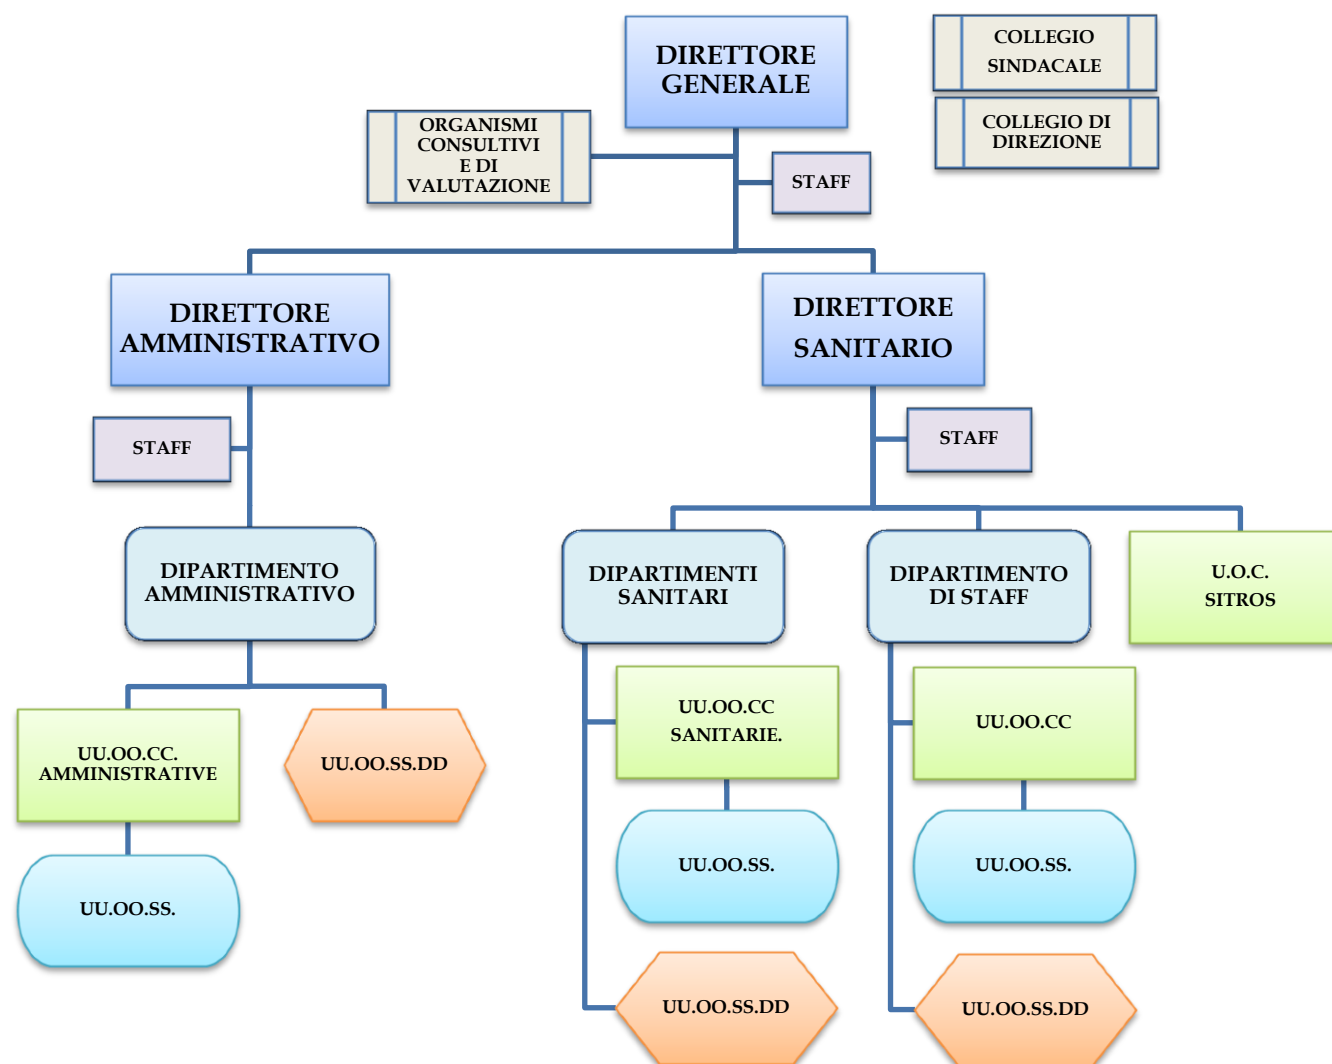 DIRETTORE
GENERALE
COLLEGIO
SINDACALE
COLLEGIO DI
DIREZIONE
ORGANISMI
CONSULTIVI
E DI
VALUTAZIONE
STAFF
DIRETTORE
AMMINISTRATIVO
DIRETTORE
SANITARIO
STAFF
STAFF
DIPARTIMENTO
AMMINISTRATIVO
DIPARTIMENTI
SANITARI
DIPARTIMENTO
DI STAFF
U.O.C.
SITROS
UU.OO.CC.
AMMINISTRATIVE
UU.OO.SS.DD
UU.OO.CC
SANITARIE.
UU.OO.CC
UU.OO.SS.
UU.OO.SS.
UU.OO.SS.
UU.OO.SS.DD
UU.OO.SS.DD